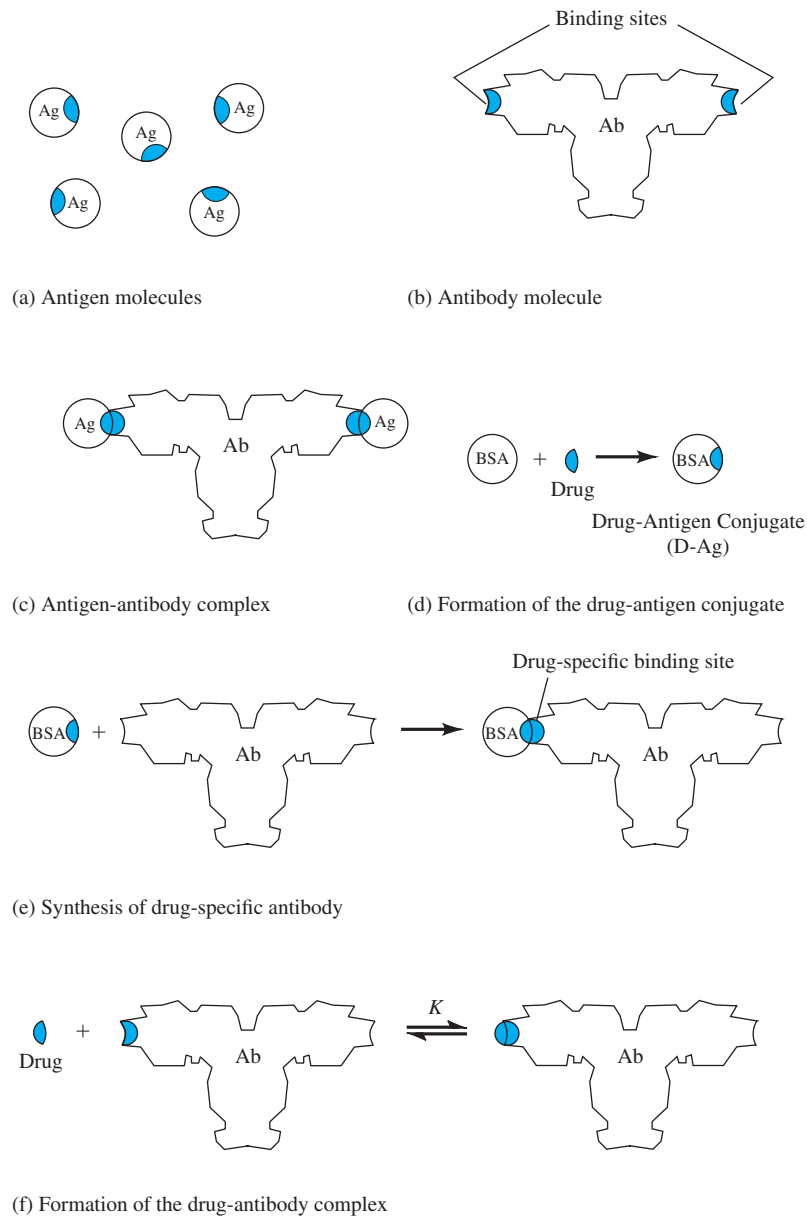 Binding sites
Ag
Ag
Ag
Ag
Ag
Ab
(a) Antigen molecules
(b) Antibody molecule
Ag
Ag
Ab
BSA + Drug BSA
Drug-Antigen Conjugate
(D-Ag)
(c) Antigen-antibody complex
(d) Formation of the drug-antigen conjugate
Drug-specific binding site
BSA +
Ab
BSA
Ab
(e) Synthesis of drug-specific antibody
+
K
Drug
Ab
Ab
(f) Formation of the drug-antibody complex